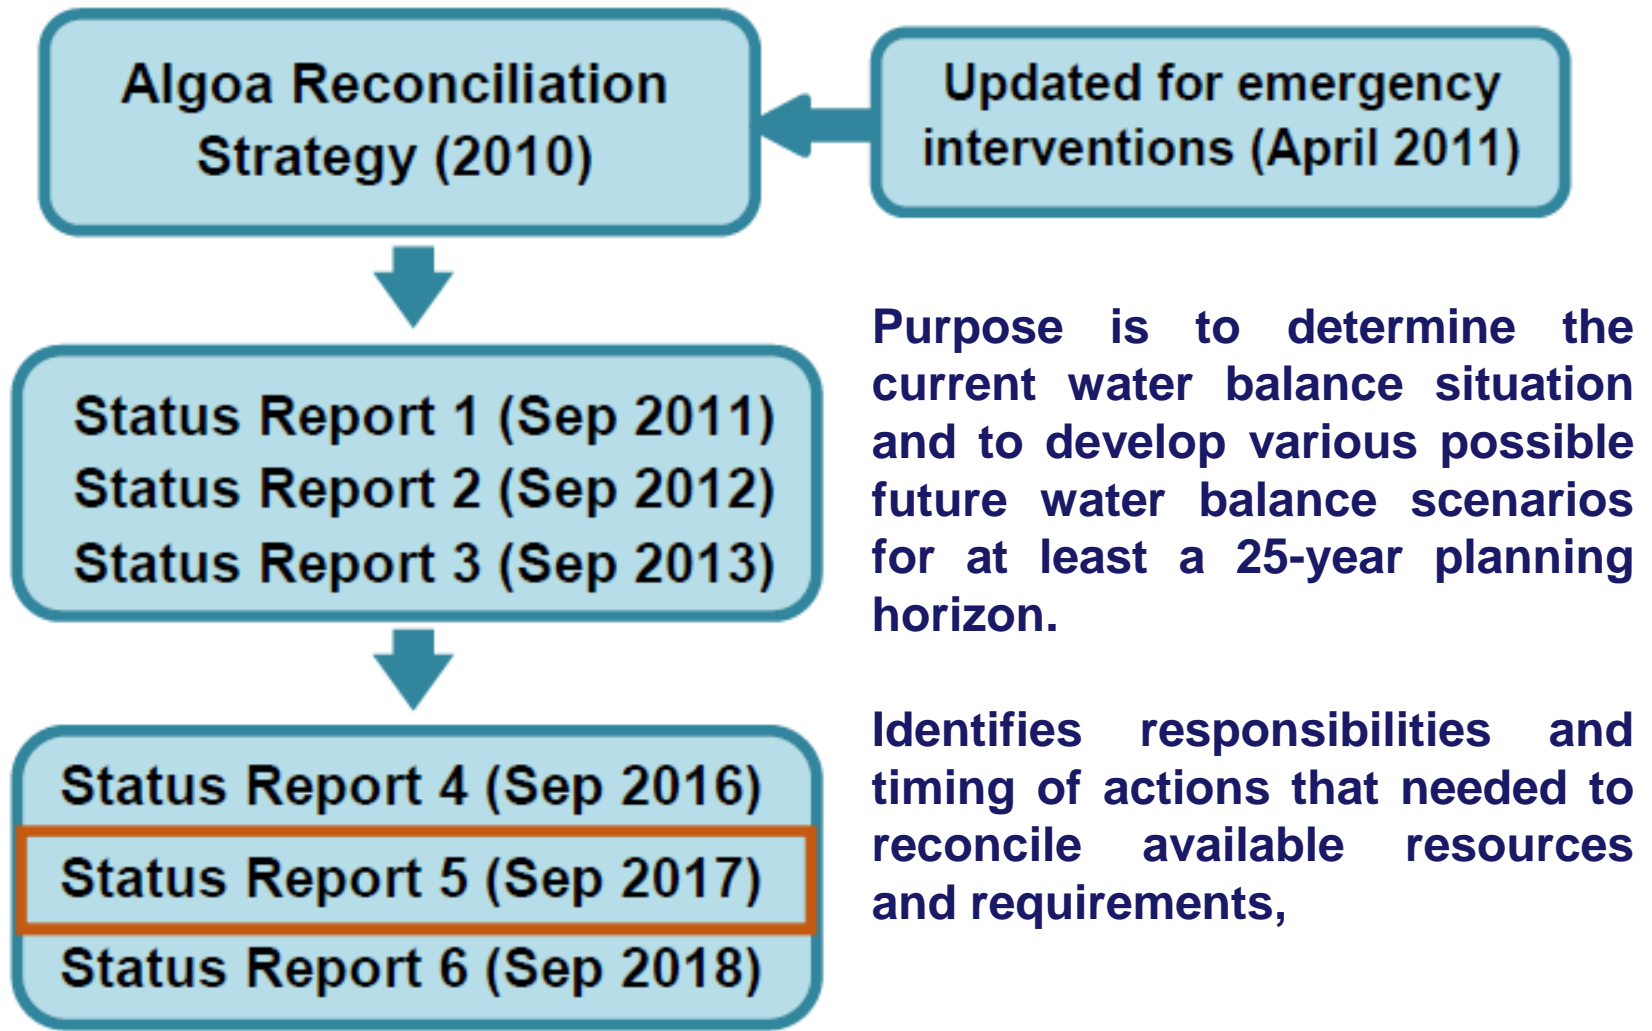 Algoa Reconciliation
Strategy (2010)
Updated for emergency
interventions (April 2011)
Status Report 1 (Sep 2011)
Status Report 2 (Sep 2012)
Status Report 3 (Sep 2013)
Status Report 4 (Sep 2016)
Status Report 5 (Sep 2017)
Status Report 6 (Sep 2018)
Purpose is to determine the
current water balance situation
and to develop various possible
future water balance scenarios
for at least a 25-year planning
horizon.
Identifies responsibilities and
timing of actions that needed to
reconcile available resources
and requirements,